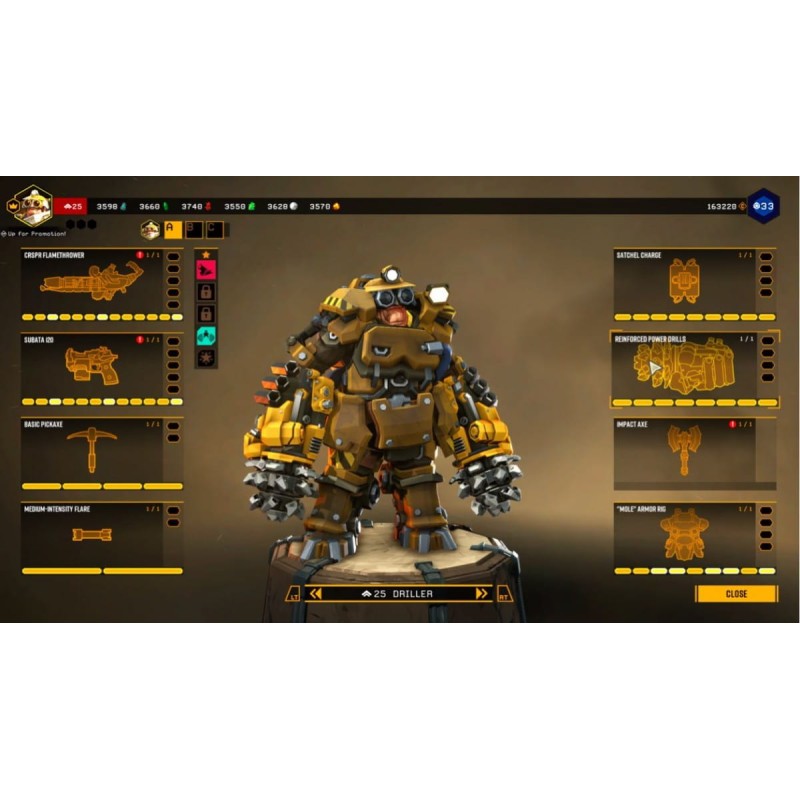 25 3598 3660 3740 3550 3628 3570 163220 33
Up For Promotion!
A B C
CRSPR FLAMETHROWER 1/1
SUBATA 120 1/1
BASIC PICKAXE 1/1
MEDIUM-INTENSITY FLARE 1/1
SATCHEL CHARGE 1/1
REINFORCED POWER DRILLS 1/1
IMPACT AXE 1/1
"MOLE" ARMOR RIG 1/1
LT 25 DRILLER RT
CLOSE